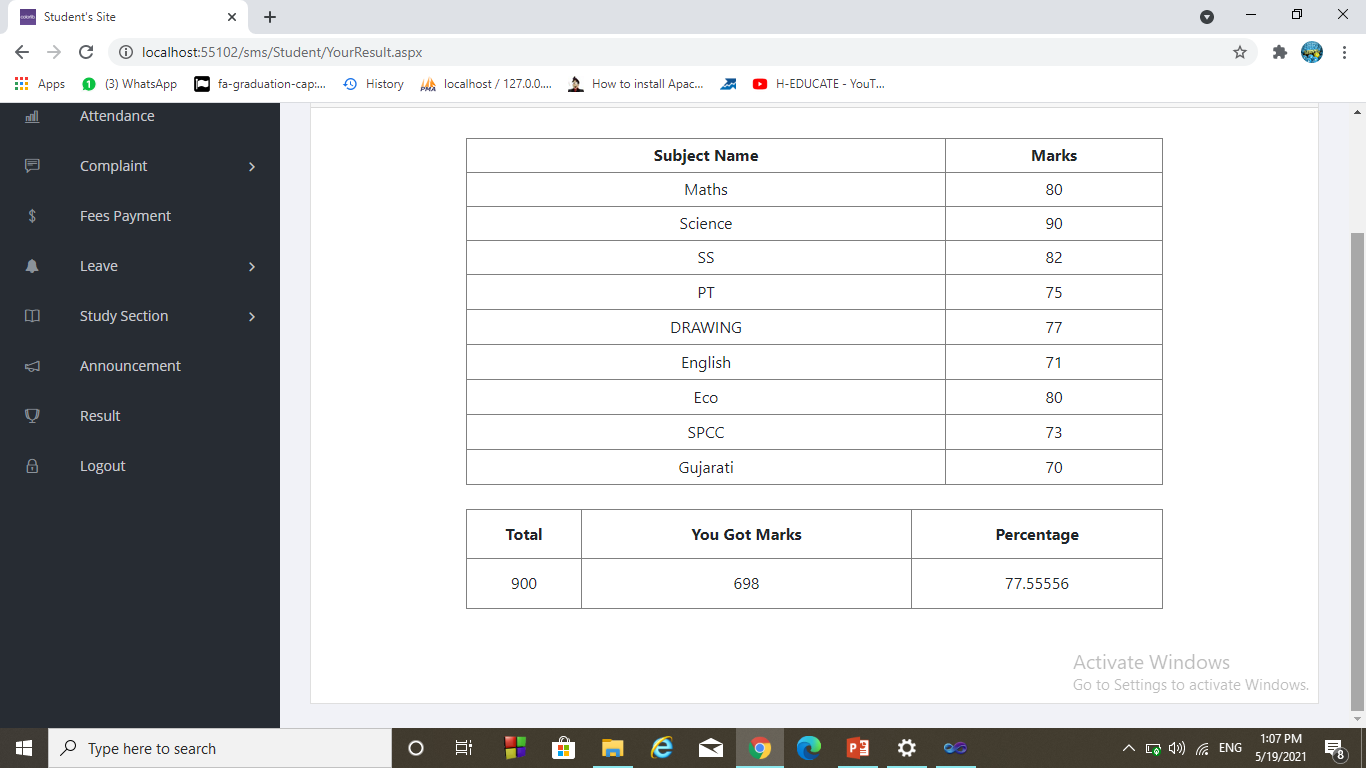 Student's Site
localhost:55102/sms/Student/YourResult.aspx
Apps (3) WhatsApp fa-graduation-cap:... History localhost / 127.0.0.... How to install Apac... H-EDUCATE - YouT...
Attendance
Complaint
Fees Payment
Leave
Study Section
Announcement
Result
Logout
Subject Name Marks
Maths 80
Science 90
SS 82
PT 75
DRAWING 77
English 71
Eco 80
SPCC 73
Gujarati 70
Total You Got Marks Percentage
900 698 77.55556
Activate Windows
Go to Settings to activate Windows.
Type here to search
ENG
1:07 PM
5/19/2021
8